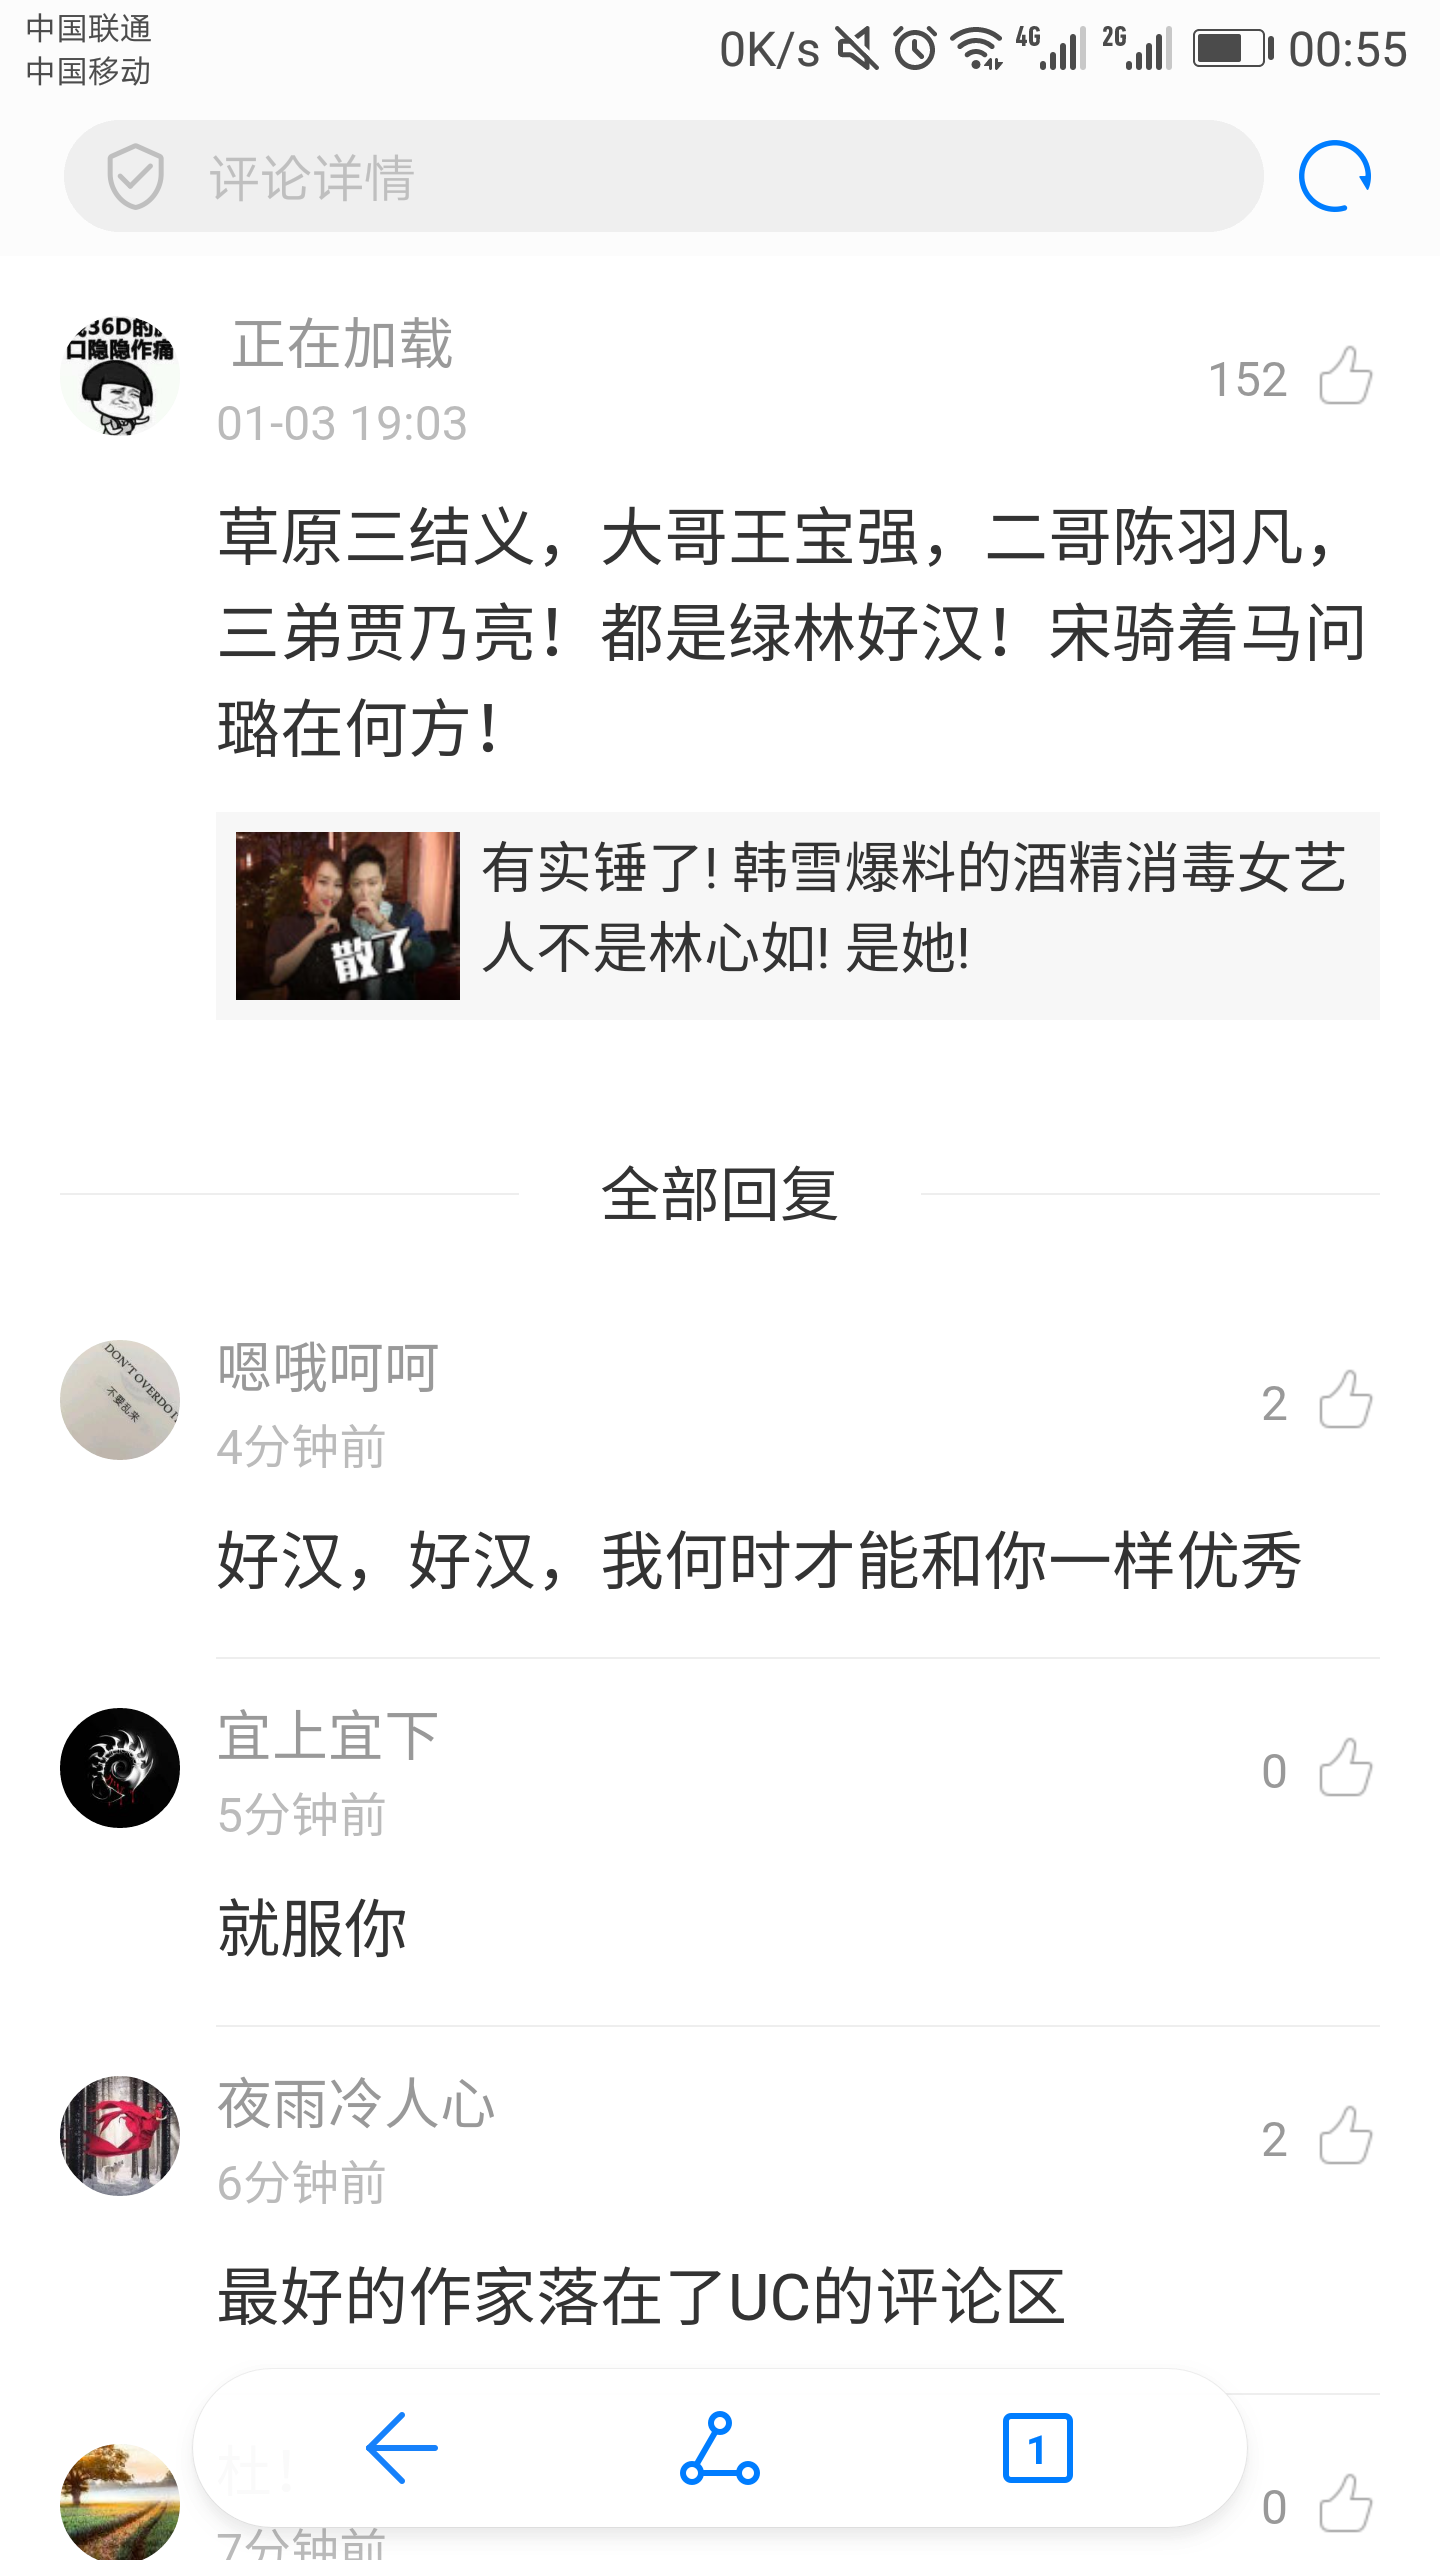 中国联通
中国移动
0K/s 4G 2G 00:55
评论详情
36D的
口隐隐作痛
正在加载
152
01-03 19:03
草原三结义，大哥王宝强，二哥陈羽凡，
三弟贾乃亮！都是绿林好汉！宋骑着马问
璐在何方！
散了
有实锤了! 韩雪爆料的酒精消毒女艺
人不是林心如! 是她!
全部回复
DON'T OVERDO
不要乱来
嗯哦呵呵
2
4分钟前
好汉，好汉，我何时才能和你一样优秀
宜上宜下
0
5分钟前
就服你
夜雨冷人心
2
6分钟前
最好的作家落在了UC的评论区
1
杜！
0
7分钟前